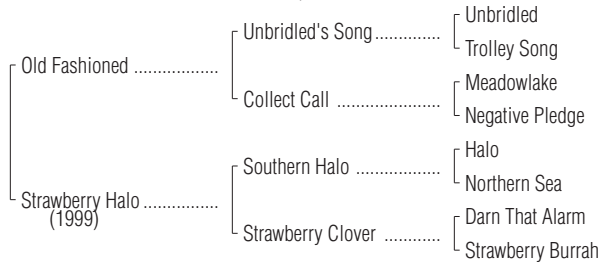 Unbridled
Unbridled's Song..............
Trolley Song
Old Fashioned ..................
Meadowlake
Collect Call ......................
Negative Pledge
Halo
Southern Halo ..................
Northern Sea
Strawberry Halo ................
(1999)
Darn That Alarm
Strawberry Clover ............
Strawberry Burrah